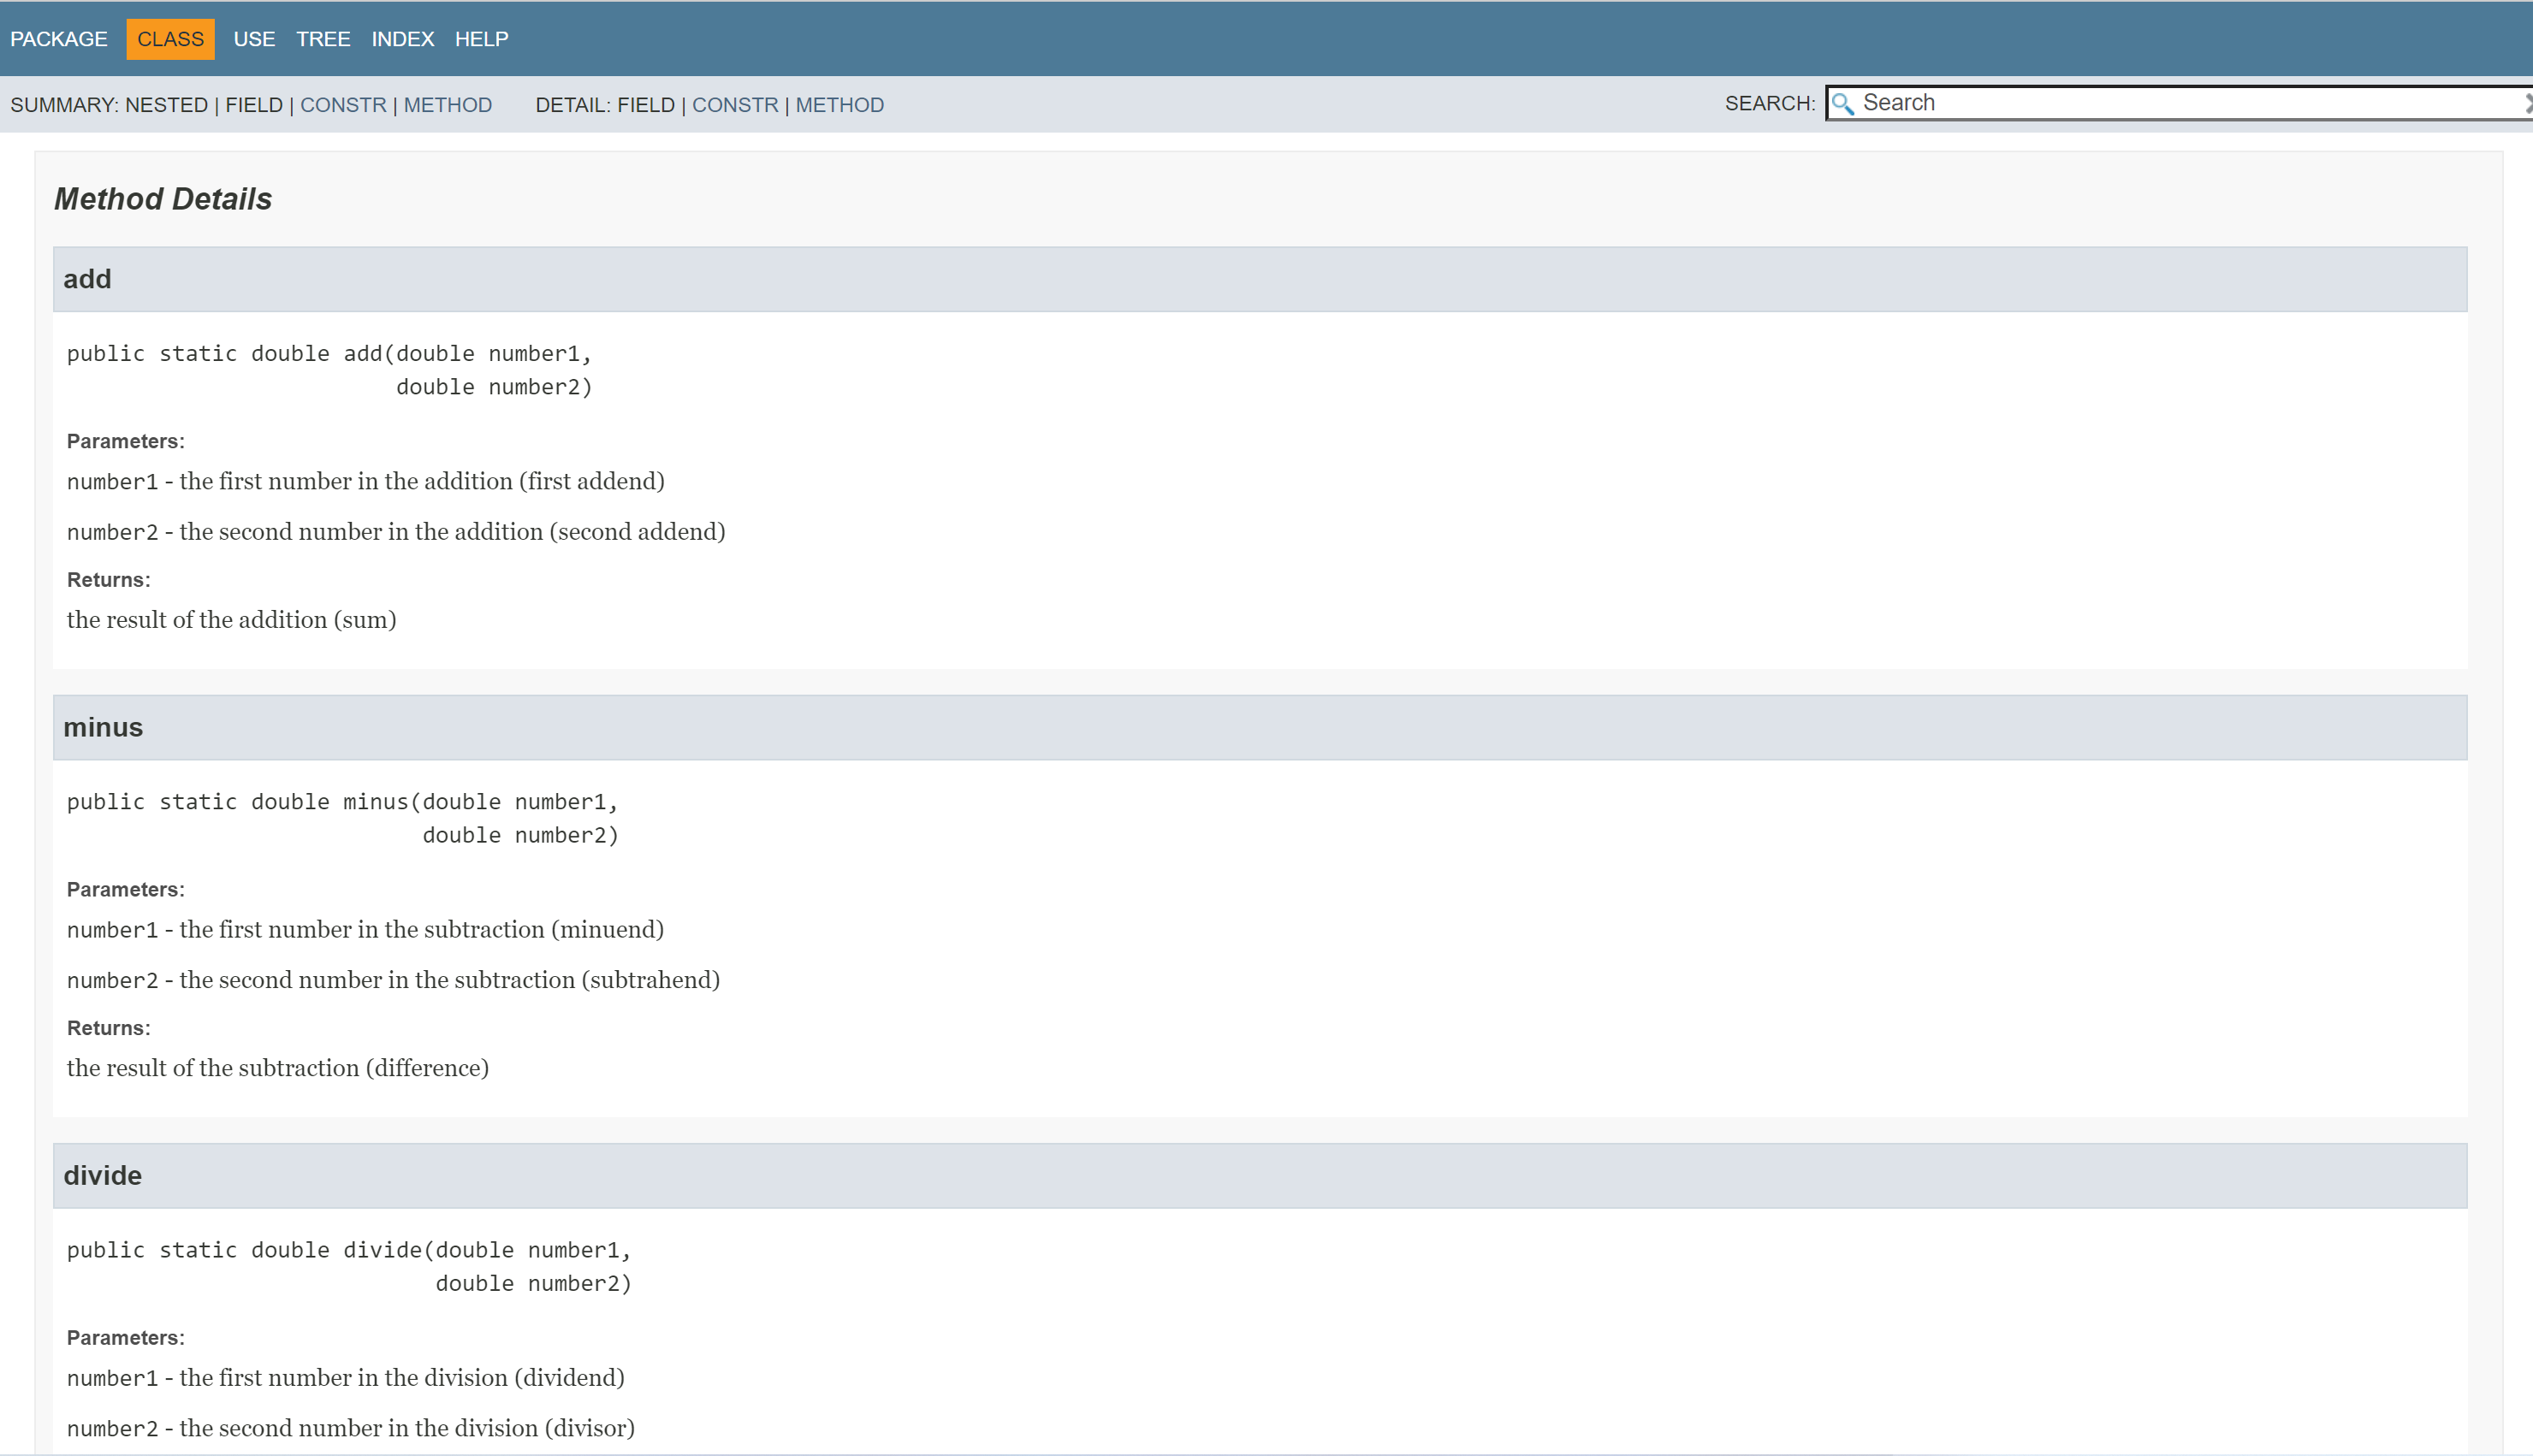 PACKAGE CLASS USE TREE INDEX HELP
SUMMARY: NESTED | FIELD | CONSTR | METHOD DETAIL: FIELD | CONSTR | METHOD SEARCH: Search
Method Details
add
public static double add(double number1,
double number2)
Parameters:
number1 - the first number in the addition (first addend)
number2 - the second number in the addition (second addend)
Returns:
the result of the addition (sum)
minus
public static double minus(double number1,
double number2)
Parameters:
number1 - the first number in the subtraction (minuend)
number2 - the second number in the subtraction (subtrahend)
Returns:
the result of the subtraction (difference)
divide
public static double divide(double number1,
double number2)
Parameters:
number1 - the first number in the division (dividend)
number2 - the second number in the division (divisor)